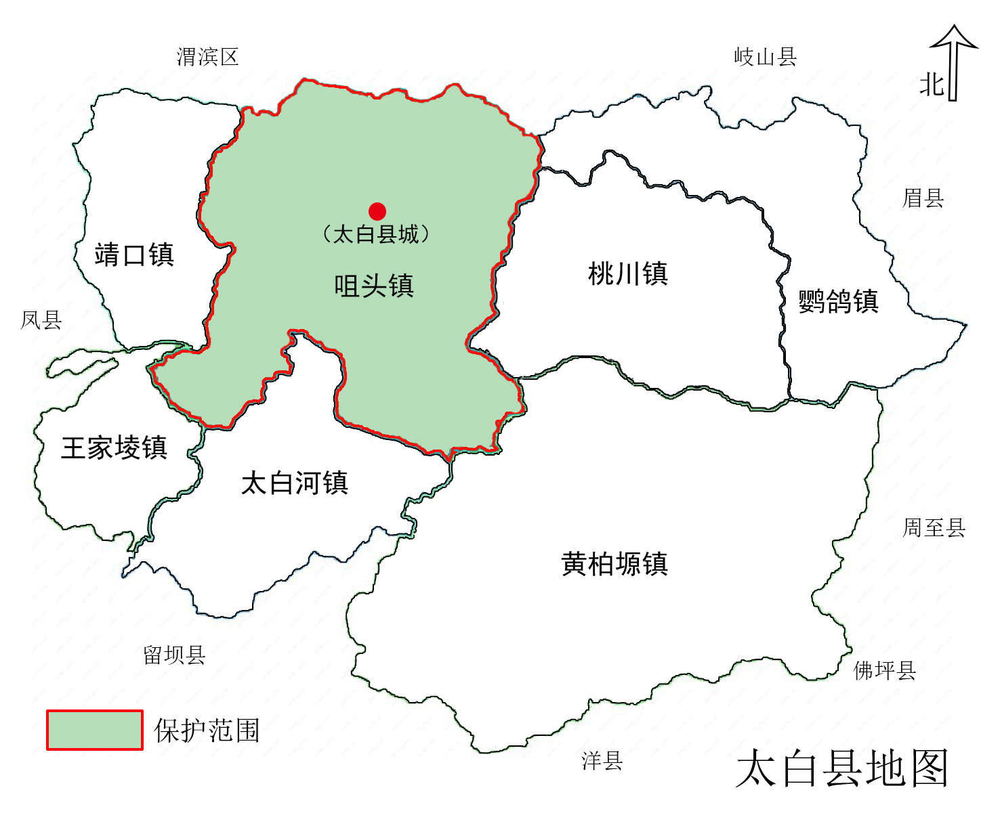 渭滨区
岐山县
北
眉县
(太白县城)
靖口镇
桃川镇
咀头镇
鹦鸽镇
凤县
王家堎镇
太白河镇
周至县
黄柏塬镇
留坝县
佛坪县
保护范围
洋县
太白县地图